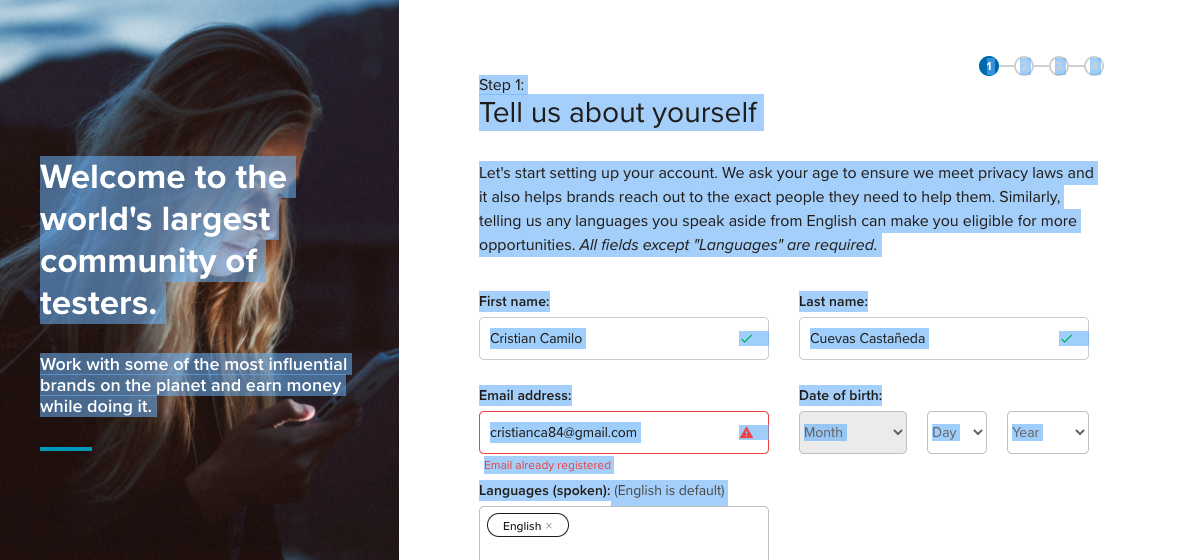 Welcome to the
world's largest
community of
testers.
Work with some of the most influential
brands on the planet and earn money
while doing it.
1
Step 1:
Tell us about yourself
Let's start setting up your account. We ask your age to ensure we meet privacy laws and
it also helps brands reach out to the exact people they need to help them. Similarly,
telling us any languages you speak aside from English can make you eligible for more
opportunities. All fields except "Languages" are required.
First name: Last name:
Cristian Camilo Cuevas Castañeda
Email address: Date of birth:
cristianca84@gmail.com Month Day Year
Email already registered
Languages (spoken): (English is default)
English ×